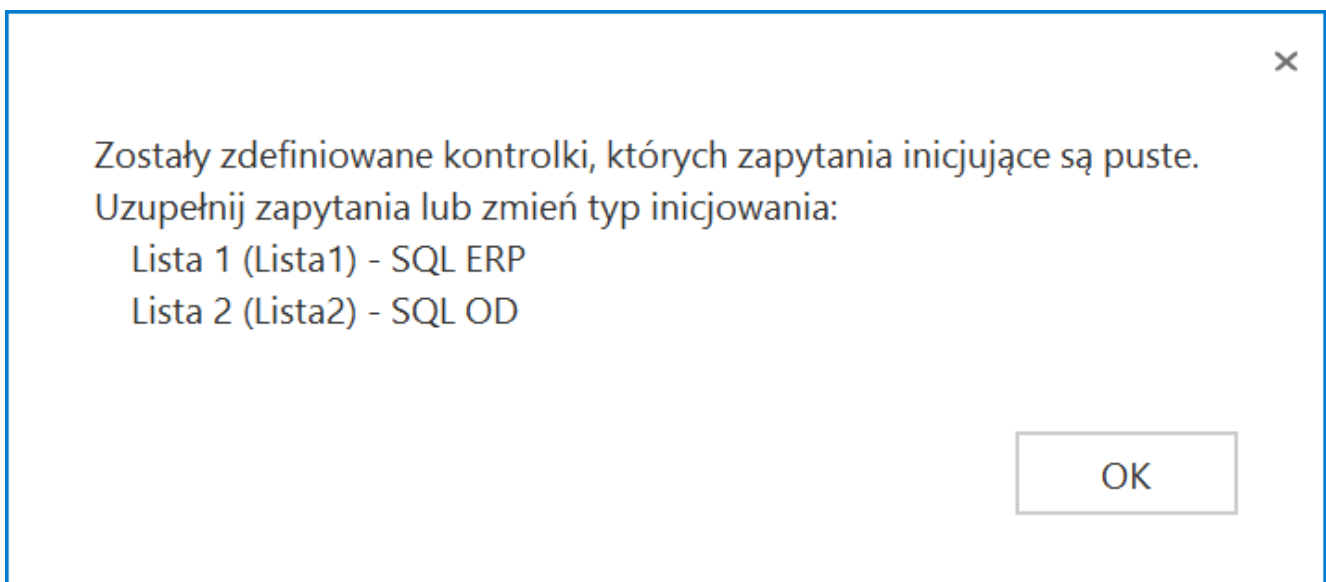 Zostały zdefiniowane kontrolki, których zapytania inicjujące są puste.
Uzupełnij zapytania lub zmień typ inicjowania:
Lista 1 (Lista1) - SQL ERP
Lista 2 (Lista2) - SQL OD
OK